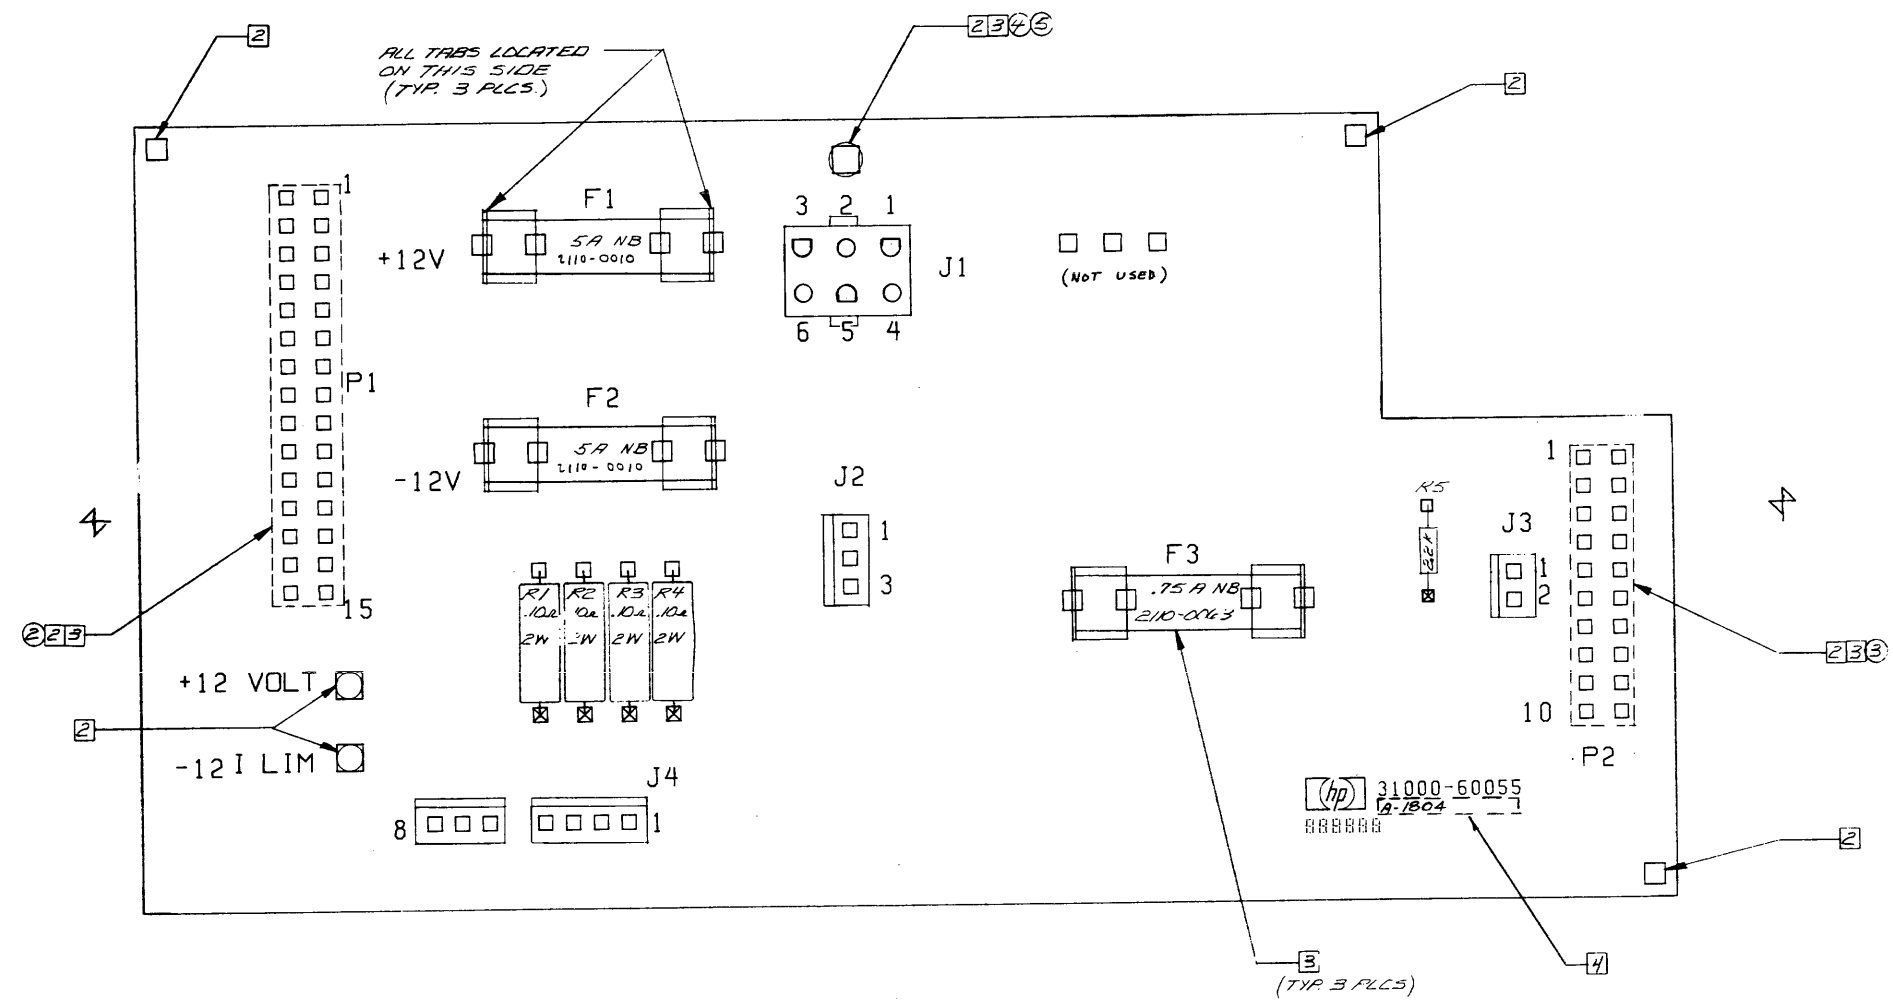 2
2 3 4 5
ALL TABS LOCATED
ON THIS SIDE
(TYP. 3 PLCS.)
2
1
F1
3 2 1
+12V
5A NB
2110-0010
J1
(NOT USED)
6 5 4
P1
F2
-12V
5A NB
2110-0010
J2
1
3
1
R5
2.2K
J3
1
2
F3
.75A NB
2110-0063
R1 R2 R3 R4
.10Ω 10Ω .10Ω .10Ω
2W 2W 2W 2W
15
2 2 3
2 3 3
+12 VOLT
2
-12 I LIM
10
P2
J4
8
1
hp
31000-60055
A-1804
888888
2
3
(TYP. 3 PLCS)
4